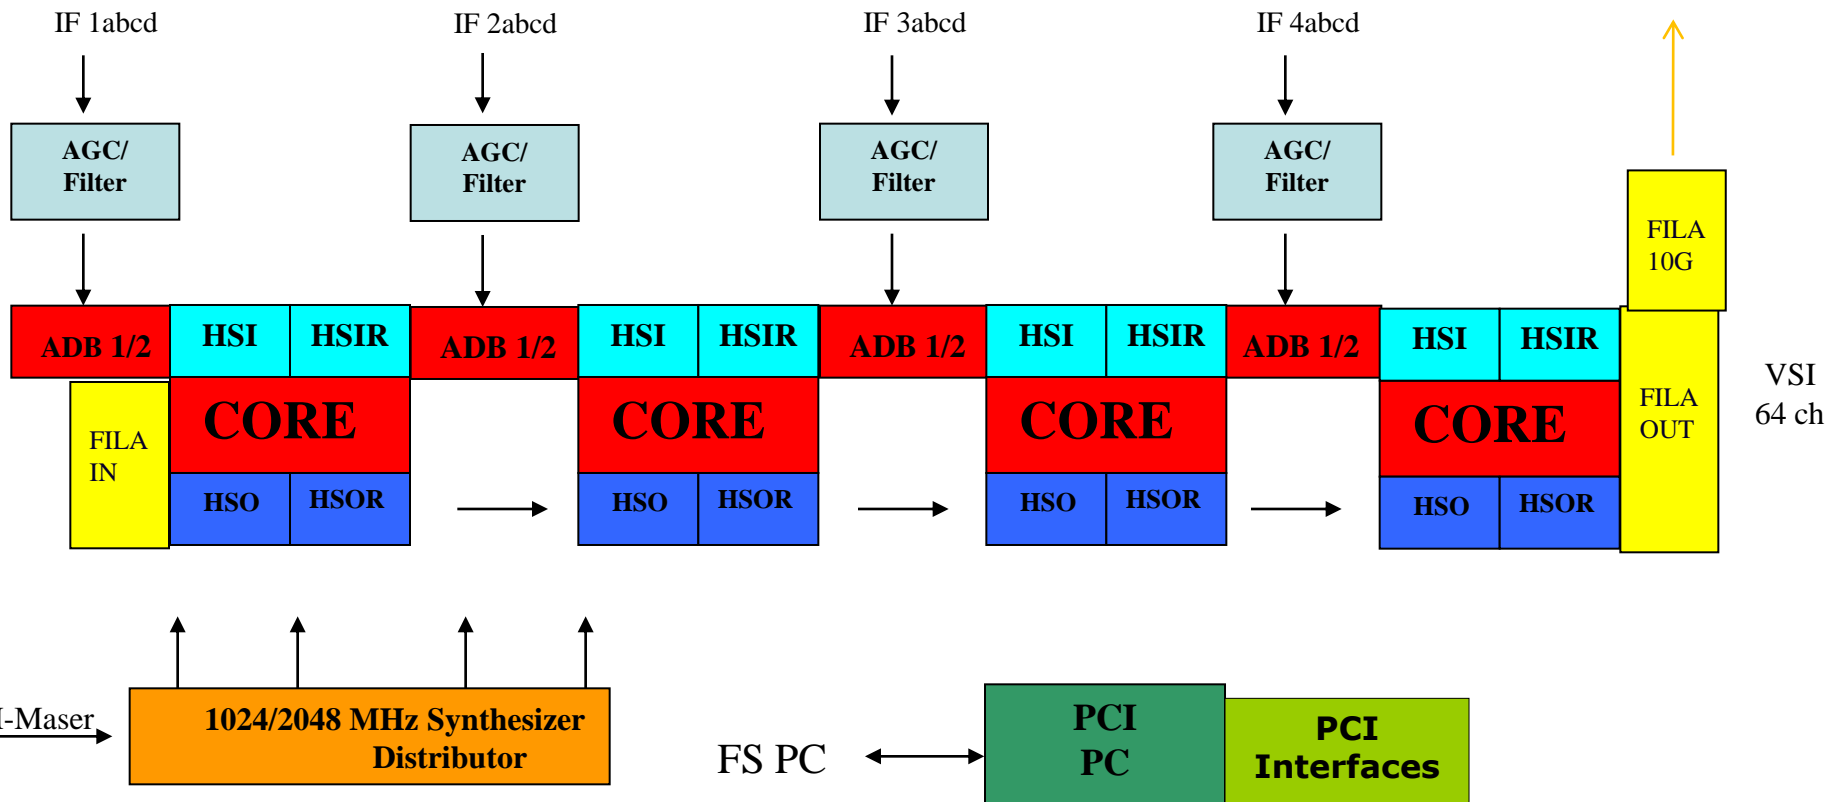 IF 1abcd
IF 2abcd
IF 3abcd
IF 4abcd
AGC/
Filter
AGC/
Filter
AGC/
Filter
AGC/
Filter
FILA
10G
ADB 1/2
HSI
HSIR
ADB 1/2
HSI
HSIR
ADB 1/2
HSI
HSIR
ADB 1/2
HSI
HSIR
FILA
IN
CORE
CORE
CORE
CORE
FILA
OUT
VSI
64 ch
HSO
HSOR
HSO
HSOR
HSO
HSOR
HSO
HSOR
-Maser
1024/2048 MHz Synthesizer
Distributor
FS PC
PCI
PC
PCI
Interfaces